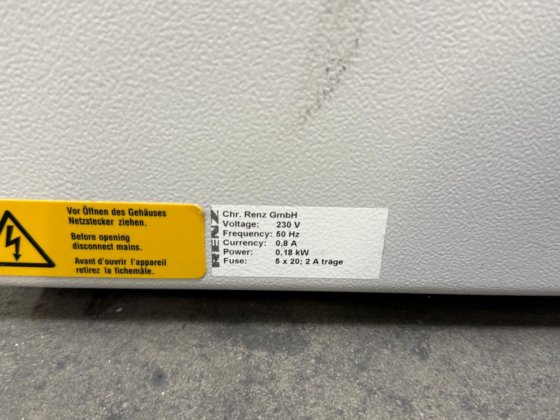 Vor Öffnen des Gehäuses
Netzstecker ziehen.
Before opening
disconnect mains.
Avant d'ouvrir l'appareil
retirez la fichemâle.
RENZ
Chr. Renz GmbH
Voltage: 230 V
Frequency: 50 Hz
Currency: 0,8 A
Power: 0,18 kW
Fuse: 5 x 20; 2 A träge